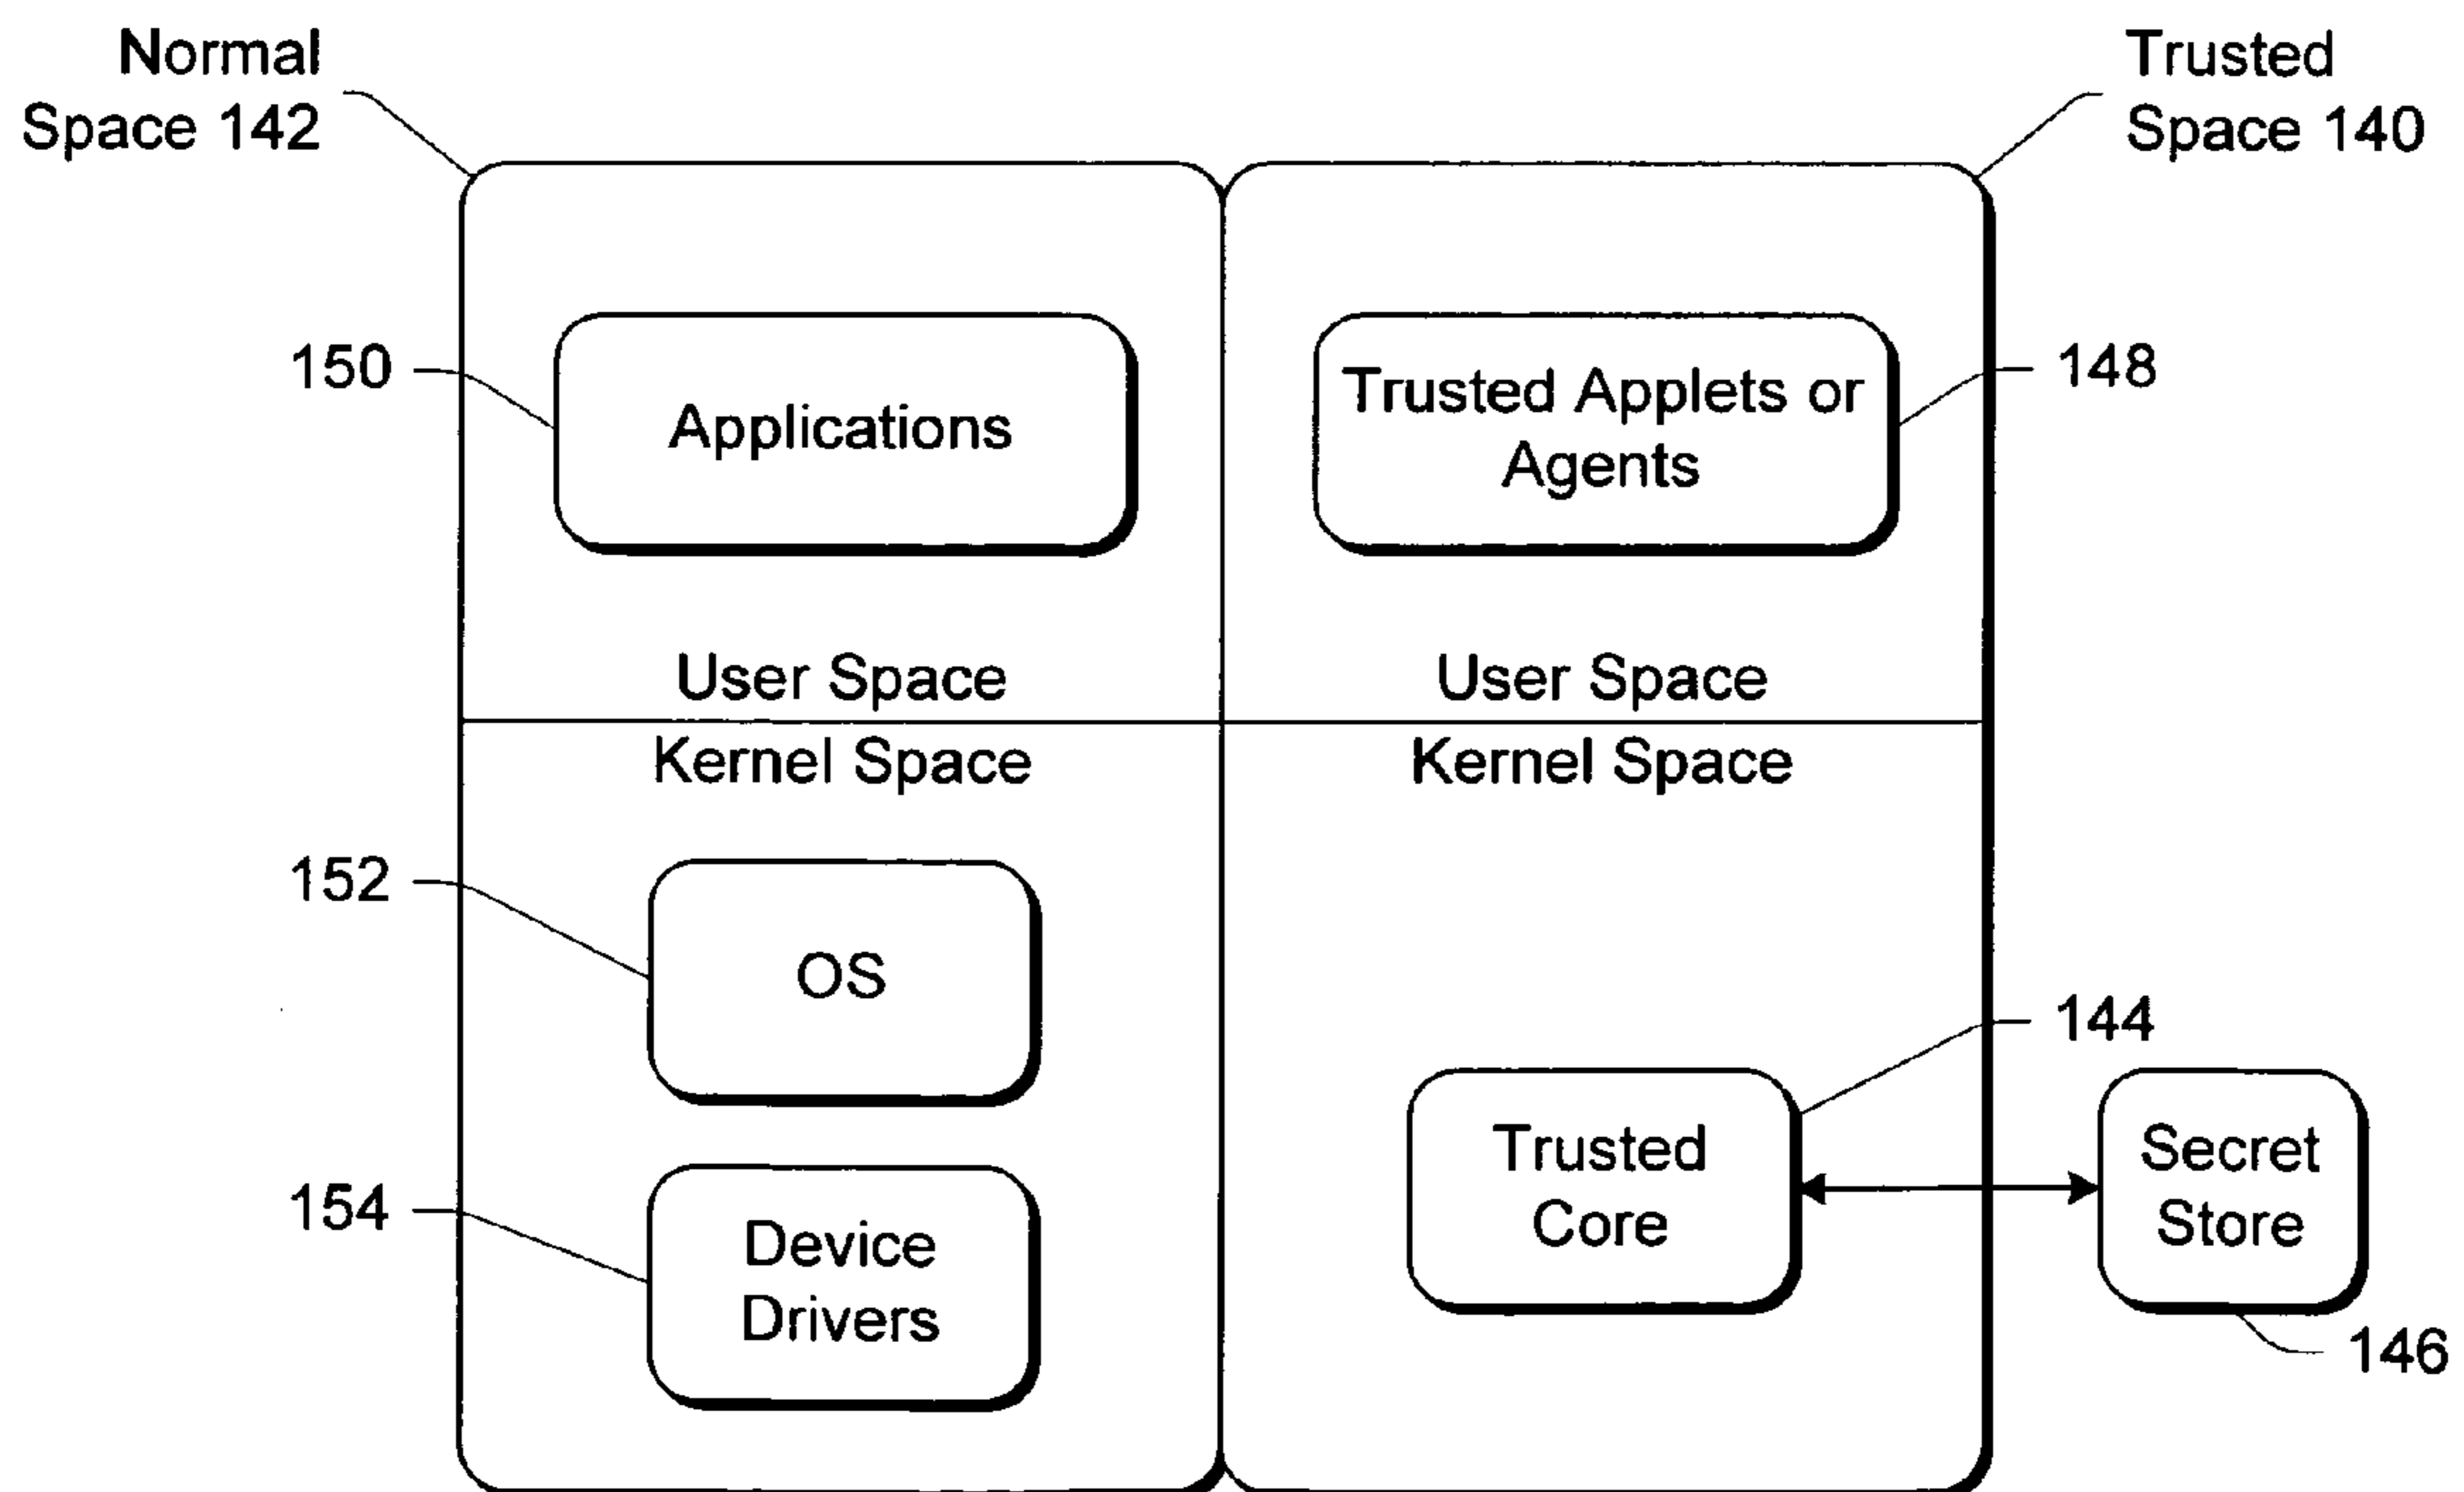 Normal
Space 142
Trusted
Space 140
150
Applications
Trusted Applets or
Agents
148
User Space
User Space
Kernel Space
Kernel Space
152
OS
144
154
Device
Drivers
Trusted
Core
Secret
Store
146